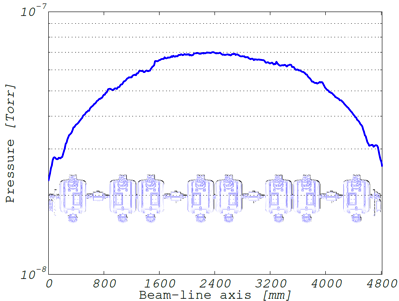 10⁻⁷
Pressure [Torr]
10⁻⁸
0 800 1600 2400 3200 4000 4800
Beam-line axis [mm]